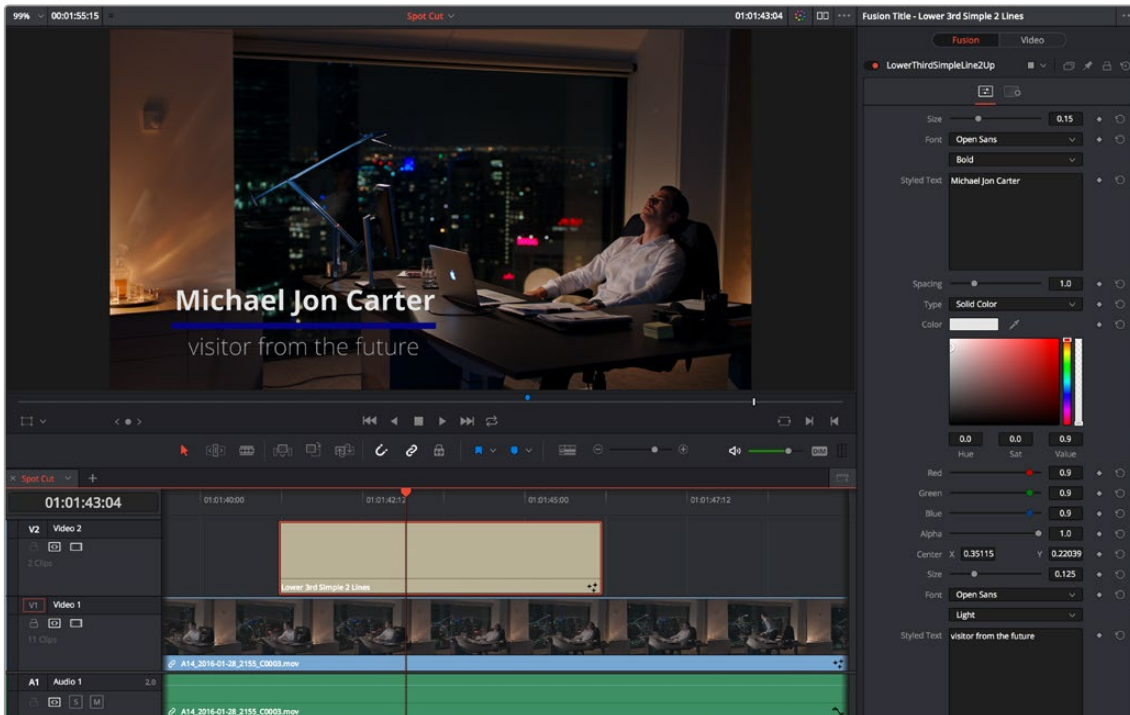 99% 00:01:55:15 Spot Cut 01:01:43:04 Fusion Title - Lower 3rd Simple 2 Lines
Fusion Video
LowerThirdSimpleLine2Up
Size 0.15
Font Open Sans
Bold
Styled Text Michael Jon Carter
Michael Jon Carter
visitor from the future
Spacing 1.0
Type Solid Color
Color
0.0 0.0 0.9
Hue Sat Value
Red 0.9
Green 0.9
Blue 0.9
Alpha 1.0
Center X 0.35115 Y 0.22039
Size 0.125
Font Open Sans
Light
Styled Text visitor from the future
DIM
× Spot Cut +
01:01:43:04 01:01:40:00 01:01:42:12 01:01:45:00 01:01:47:12
V2 Video 2
2 Clips
Lower 3rd Simple 2 Lines
V1 Video 1
11 Clips
A14_2016-01-28_2155_C0003.mov
A1 Audio 1 2.0
S M
A14_2016-01-28_2155_C0003.mov